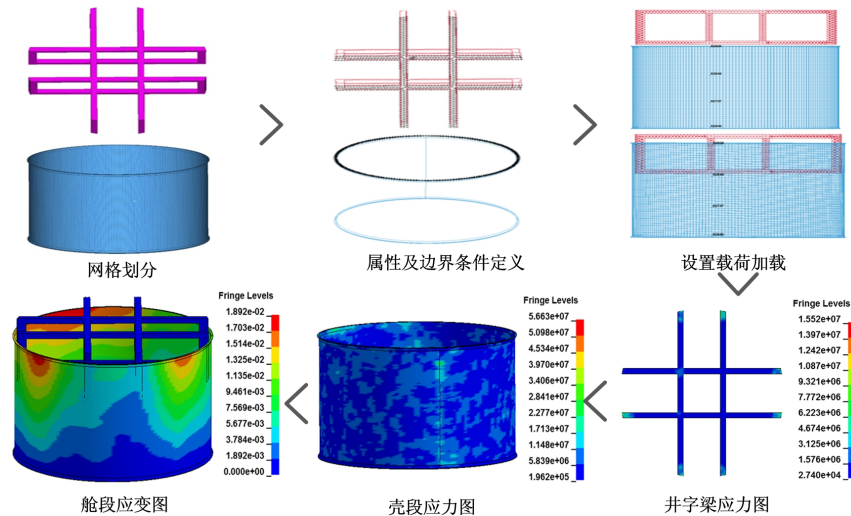 网格划分
属性及边界条件定义
设置载荷加载
Fringe Levels
1.892e-02
1.703e-02
1.514e-02
1.325e-02
1.135e-02
9.461e-03
7.569e-03
5.677e-03
3.784e-03
1.892e-03
0.000e+00
舱段应变图
Fringe Levels
5.663e+07
5.098e+07
4.534e+07
3.970e+07
3.406e+07
2.841e+07
2.277e+07
1.713e+07
1.148e+07
5.839e+06
1.962e+05
壳段应力图
Fringe Levels
1.552e+07
1.397e+07
1.242e+07
1.087e+07
9.321e+06
7.772e+06
6.223e+06
4.674e+06
3.125e+06
1.576e+06
2.740e+04
井字梁应力图